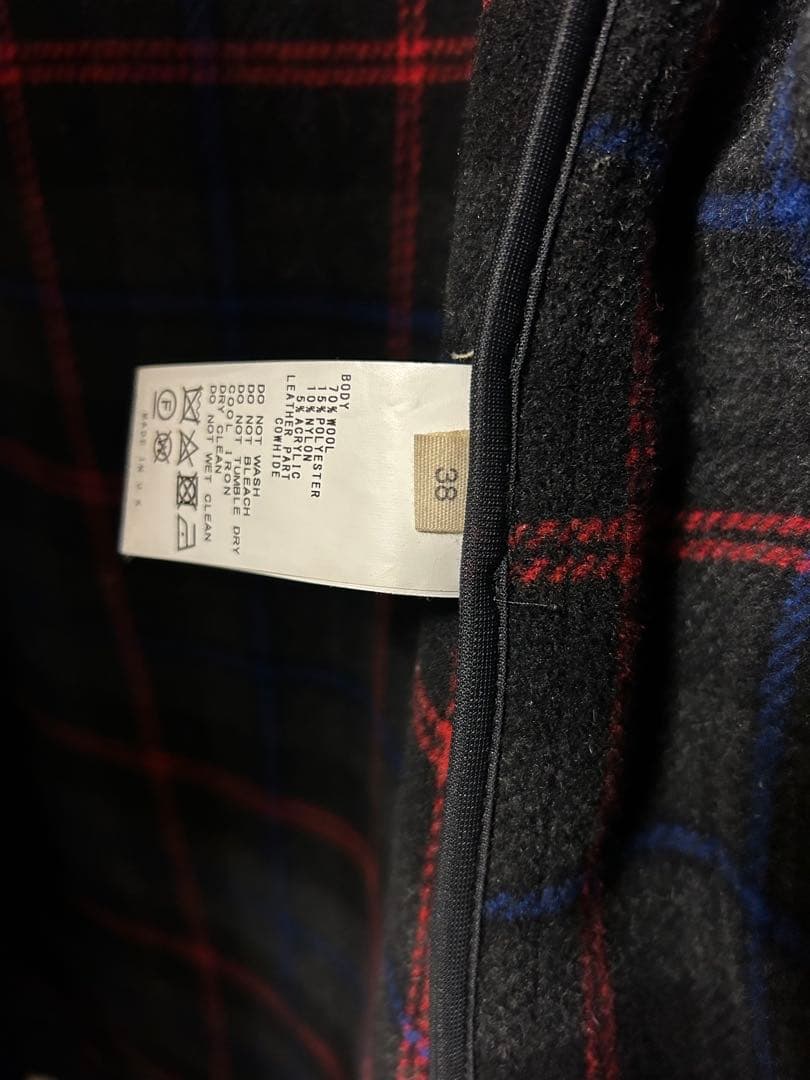 38
BODY
70%WOOL
15%POLYESTER
10%NYLON
5%ACRYLIC
LEATHER PART
COWHIDE
DO NOT WASH
DO NOT BLEACH
DO NOT TUMBLE DRY
COOL IRON
DRY CLEAN
DO NOT WET CLEAN
F
W
MADE IN U.K